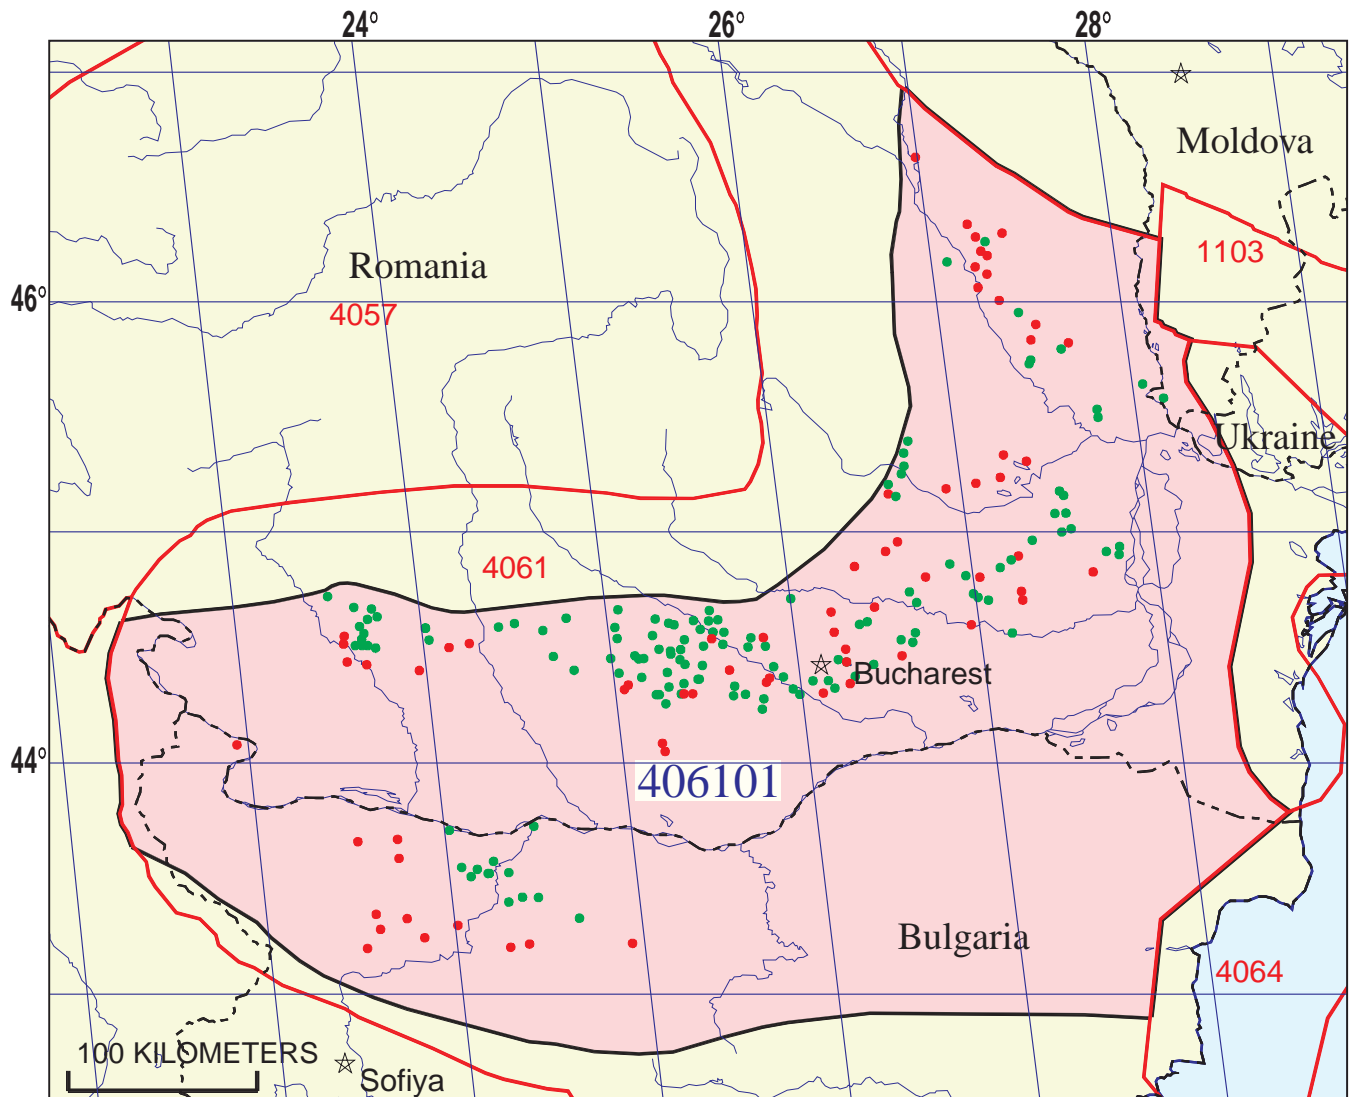 24° 26° 28°
Moldova
1103
Romania
46°
4057
Ukraine
4061
Bucharest
44°
406101
Bulgaria
4064
100 KILOMETERS
Sofiya